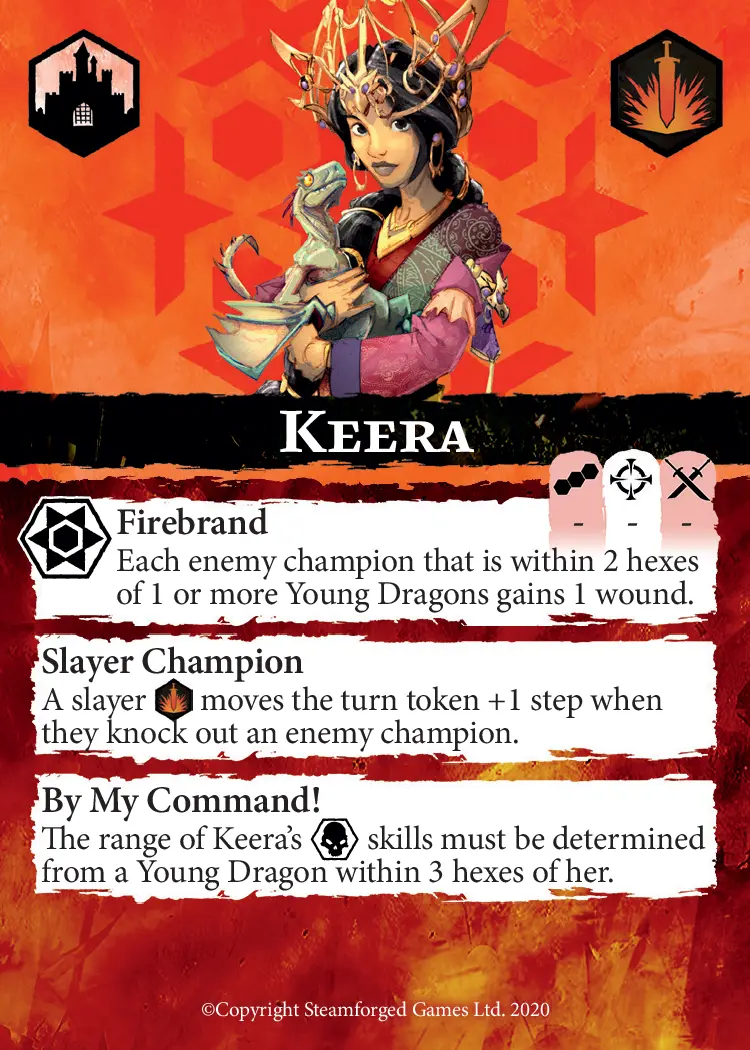 Keera
- - -
Firebrand
Each enemy champion that is within 2 hexes
of 1 or more Young Dragons gains 1 wound.
Slayer Champion
A slayer moves the turn token +1 step when
they knock out an enemy champion.
By My Command!
The range of Keera's skills must be determined
from a Young Dragon within 3 hexes of her.
©Copyright Steamforged Games Ltd. 2020